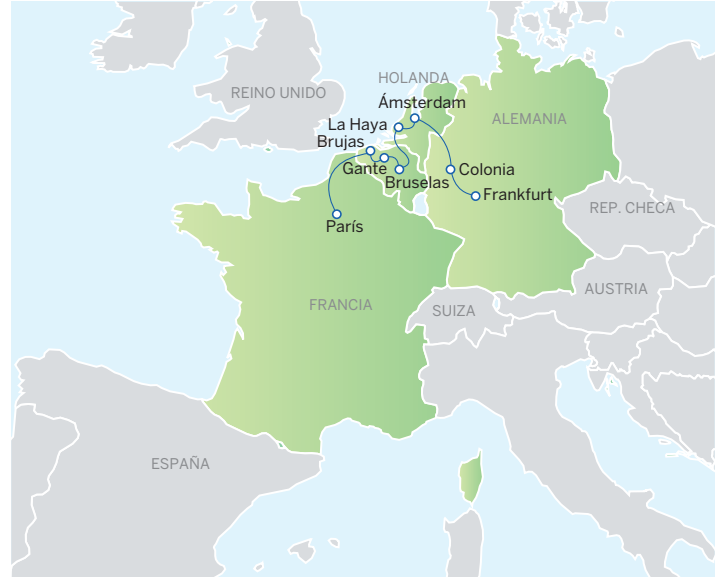 HOLANDA
REINO UNIDO
Ámsterdam
ALEMANIA
La Haya
Brujas
Gante
Colonia
Bruselas
Frankfurt
REP. CHECA
París
AUSTRIA
FRANCIA
SUIZA
ESPAÑA